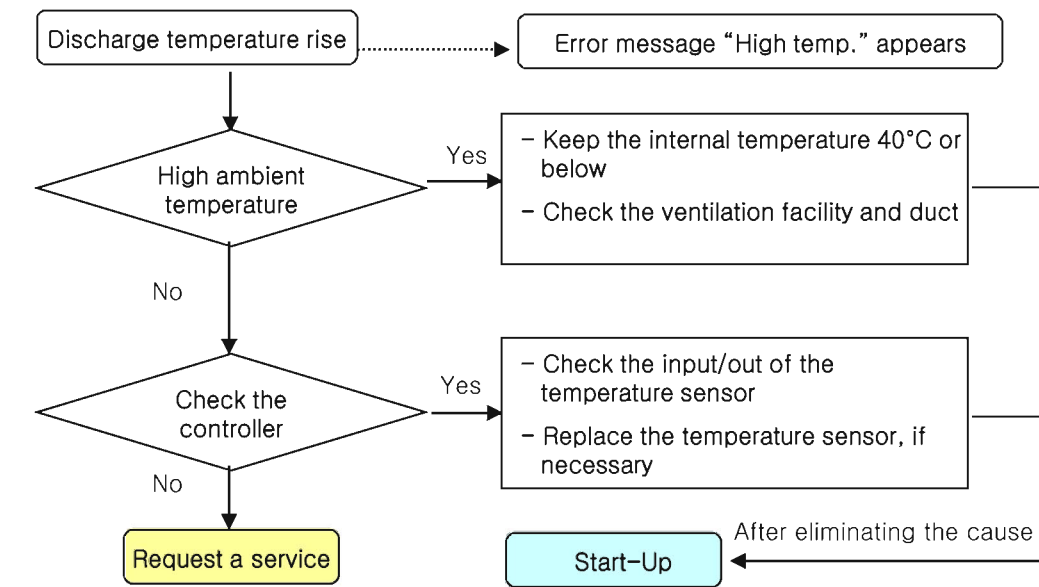 Discharge temperature rise
Error message “High temp.” appears
High ambient
temperature
Yes
- Keep the internal temperature 40°C or
below
- Check the ventilation facility and duct
No
Check the
controller
Yes
- Check the input/out of the
temperature sensor
- Replace the temperature sensor, if
necessary
No
Request a service
Start-Up
After eliminating the cause